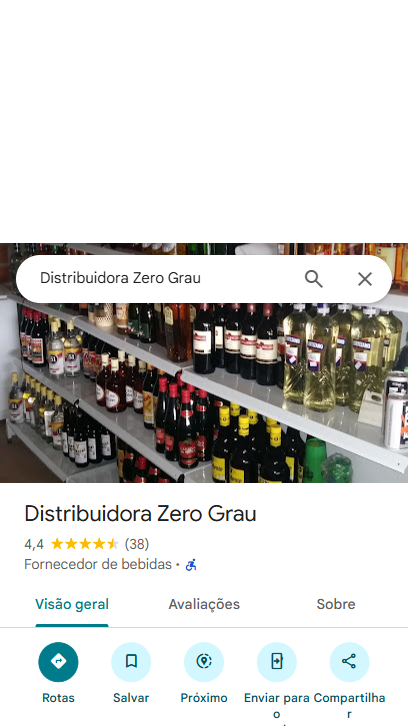 Distribuidora Zero Grau
Distribuidora Zero Grau
4,4 (38)
Fornecedor de bebidas ·
Visão geral Avaliações Sobre
Rotas Salvar Próximo Enviar para o Compartilhar